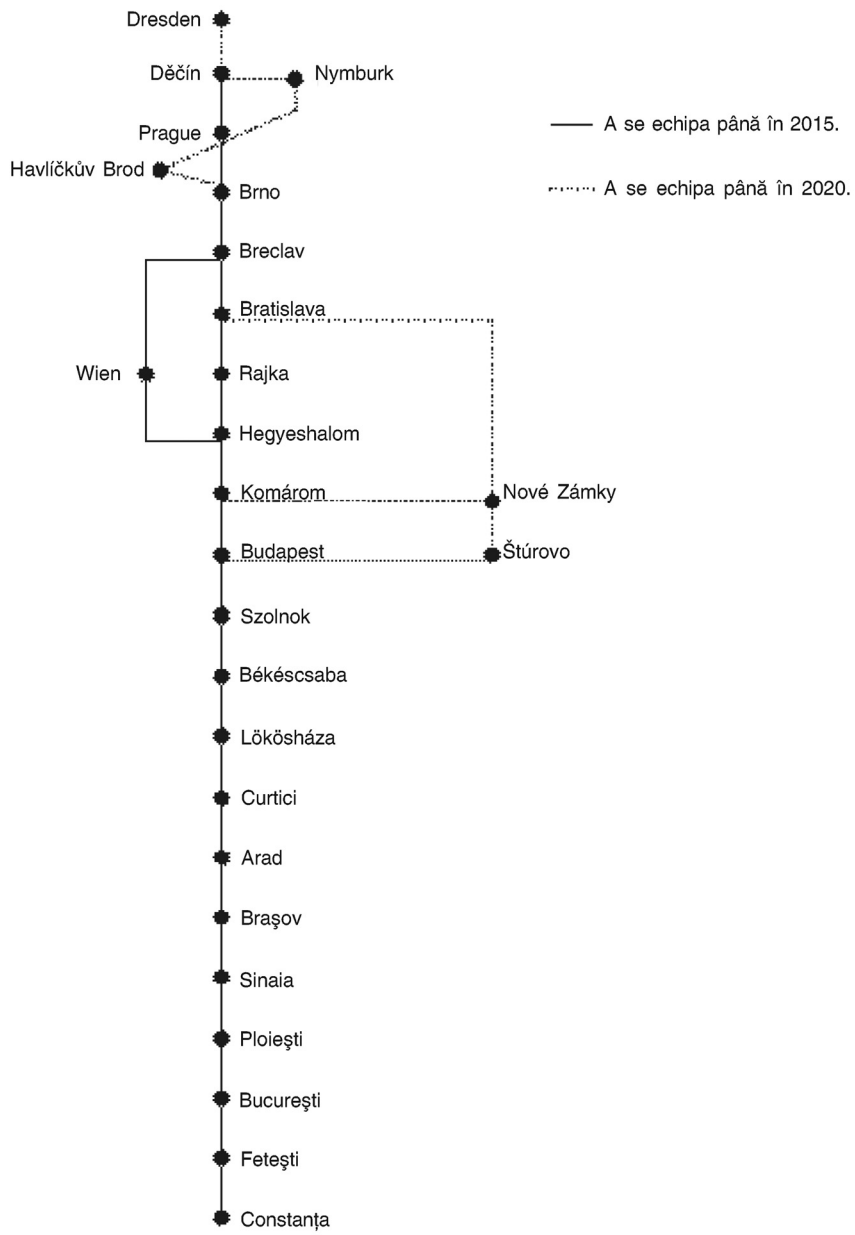 Dresden
Děčín
Nymburk
Prague
A se echipa până în 2015.
Havlíčkův Brod
A se echipa până în 2020.
Brno
Breclav
Bratislava
Wien
Rajka
Hegyeshalom
Komárom
Nové Zámky
Budapest
Štúrovo
Szolnok
Békéscsaba
Lökösháza
Curtici
Arad
Braşov
Sinaia
Ploieşti
Bucureşti
Feteşti
Constanţa